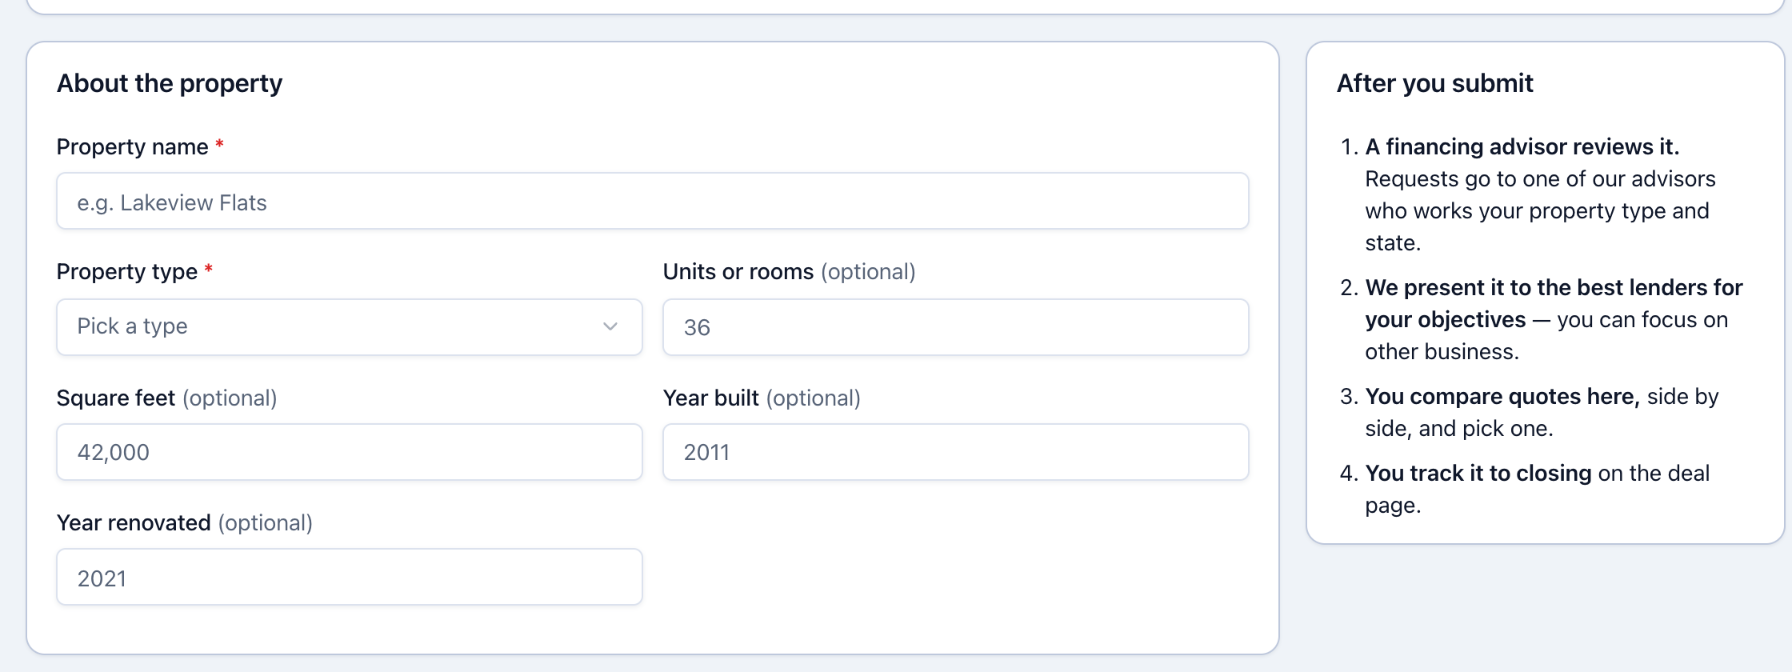 About the property
Property name *
e.g. Lakeview Flats
Property type *
Pick a type
Units or rooms (optional)
36
Square feet (optional)
42,000
Year built (optional)
2011
Year renovated (optional)
2021
After you submit
1. A financing advisor reviews it.
Requests go to one of our advisors
who works your property type and
state.
2. We present it to the best lenders for
your objectives — you can focus on
other business.
3. You compare quotes here, side by
side, and pick one.
4. You track it to closing on the deal
page.